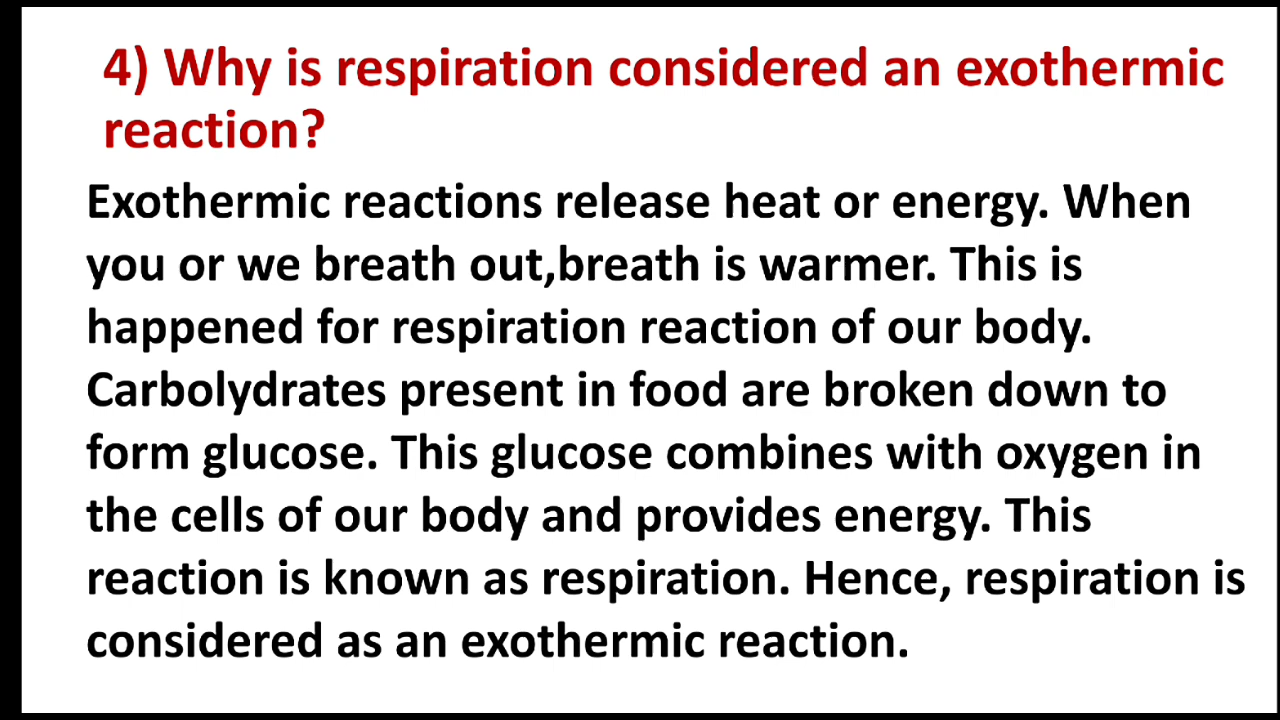 4) Why is respiration considered an exothermic
reaction?
Exothermic reactions release heat or energy. When
you or we breath out,breath is warmer. This is
happened for respiration reaction of our body.
Carbolydrates present in food are broken down to
form glucose. This glucose combines with oxygen in
the cells of our body and provides energy. This
reaction is known as respiration. Hence, respiration is
considered as an exothermic reaction.